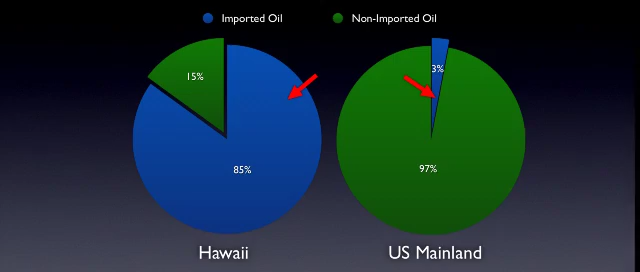 Imported Oil Non-Imported Oil
15%
3%
85%
97%
Hawaii US Mainland